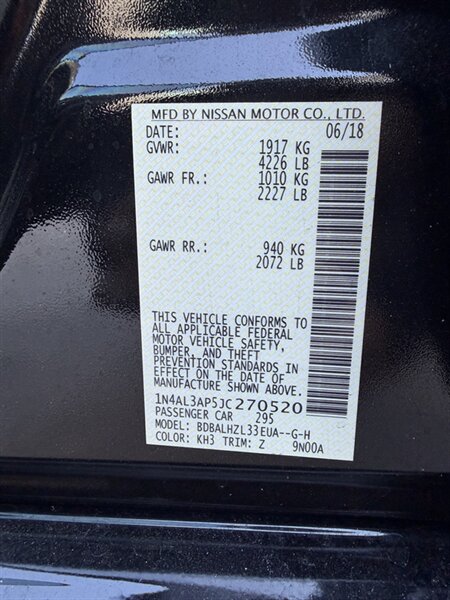 MFD BY NISSAN MOTOR CO., LTD.
DATE: 06/18
GVWR: 1917 KG
4226 LB
GAWR FR.: 1010 KG
2227 LB
GAWR RR.: 940 KG
2072 LB
THIS VEHICLE CONFORMS TO
ALL APPLICABLE FEDERAL
MOTOR VEHICLE SAFETY,
BUMPER, AND THEFT
PREVENTION STANDARDS IN
EFFECT ON THE DATE OF
MANUFACTURE SHOWN ABOVE.
1N4AL3AP5JC270520
PASSENGER CAR 295
MODEL: BDBALHZL33EUA--G-H
COLOR: KH3 TRIM: Z 9N00A